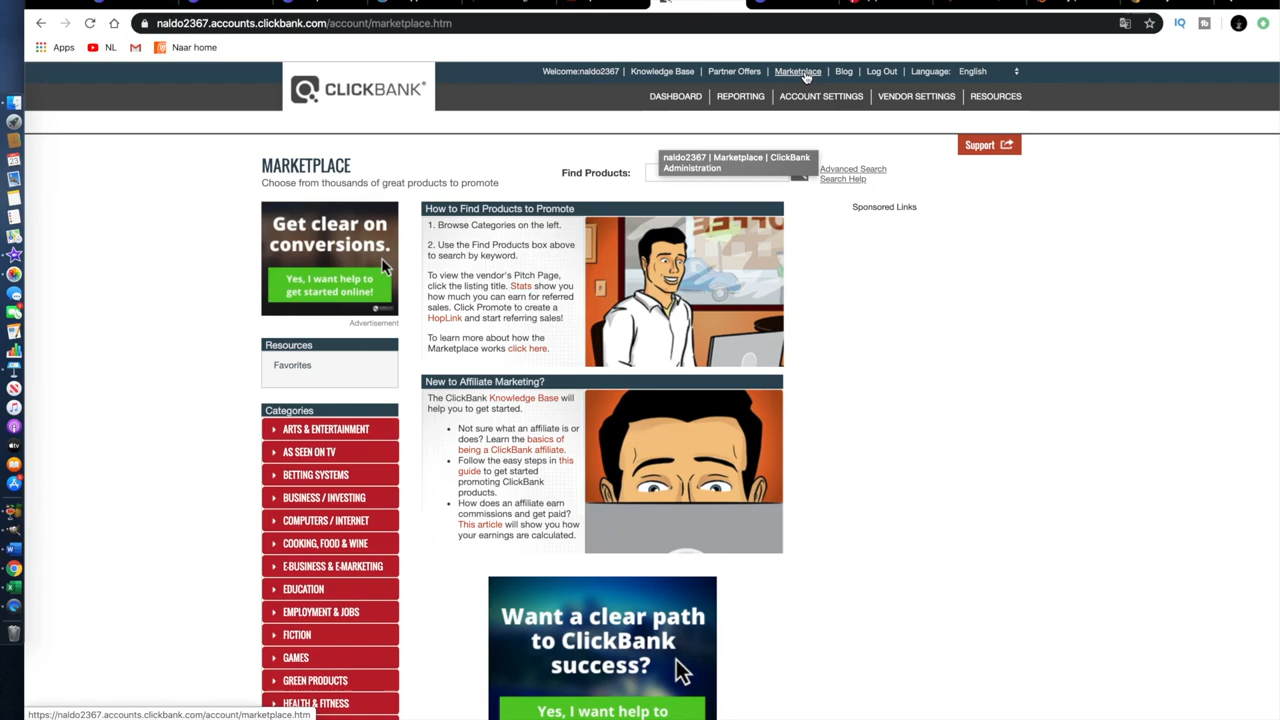 naldo2367.accounts.clickbank.com/account/marketplace.htm
Apps NL Naar home
Welcome:naldo2367 | Knowledge Base | Partner Offers | Marketplace | Blog | Log Out | Language: English
CLICKBANK®
DASHBOARD REPORTING ACCOUNT SETTINGS VENDOR SETTINGS RESOURCES
Support
MARKETPLACE
Choose from thousands of great products to promote
Find Products:
naldo2367 | Marketplace | ClickBank
Administration
Advanced Search
Search Help
Sponsored Links
Get clear on
conversions.
Yes, I want help to
get started online!
Advertisement
Resources
Favorites
Categories
ARTS & ENTERTAINMENT
AS SEEN ON TV
BETTING SYSTEMS
BUSINESS / INVESTING
COMPUTERS / INTERNET
COOKING, FOOD & WINE
E-BUSINESS & E-MARKETING
EDUCATION
EMPLOYMENT & JOBS
FICTION
GAMES
GREEN PRODUCTS
HEALTH & FITNESS
How to Find Products to Promote
1. Browse Categories on the left.
2. Use the Find Products box above
to search by keyword.
To view the vendor's Pitch Page,
click the listing title. Stats show you
how much you can earn for referred
sales. Click Promote to create a
HopLink and start referring sales!
To learn more about how the
Marketplace works click here.
New to Affiliate Marketing?
The ClickBank Knowledge Base will
help you to get started.
Not sure what an affiliate is or
does? Learn the basics of
being a ClickBank affiliate.
Follow the easy steps in this
guide to get started
promoting ClickBank
products.
How does an affiliate earn
commissions and get paid?
This article will show you how
your earnings are calculated.
Want a clear path
to ClickBank
success?
Yes, I want help to
https://naldo2367.accounts.clickbank.com/account/marketplace.htm